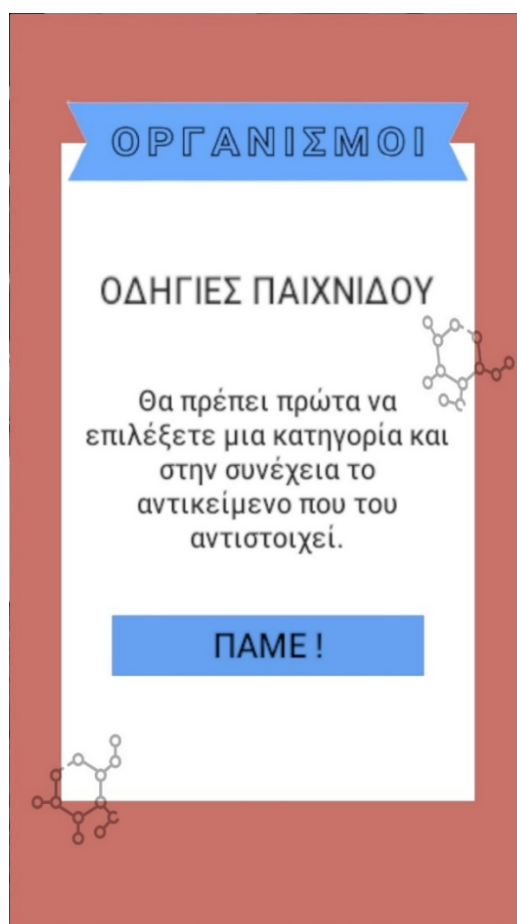 ΟΡΓΑΝΙΣΜΟΙ
ΟΔΗΓΙΕΣ ΠΑΙΧΝΙΔΟΥ
Θα πρέπει πρώτα να
επιλέξετε μια κατηγορία και
στην συνέχεια το
αντικείμενο που του
αντιστοιχεί.
ΠΑΜΕ !